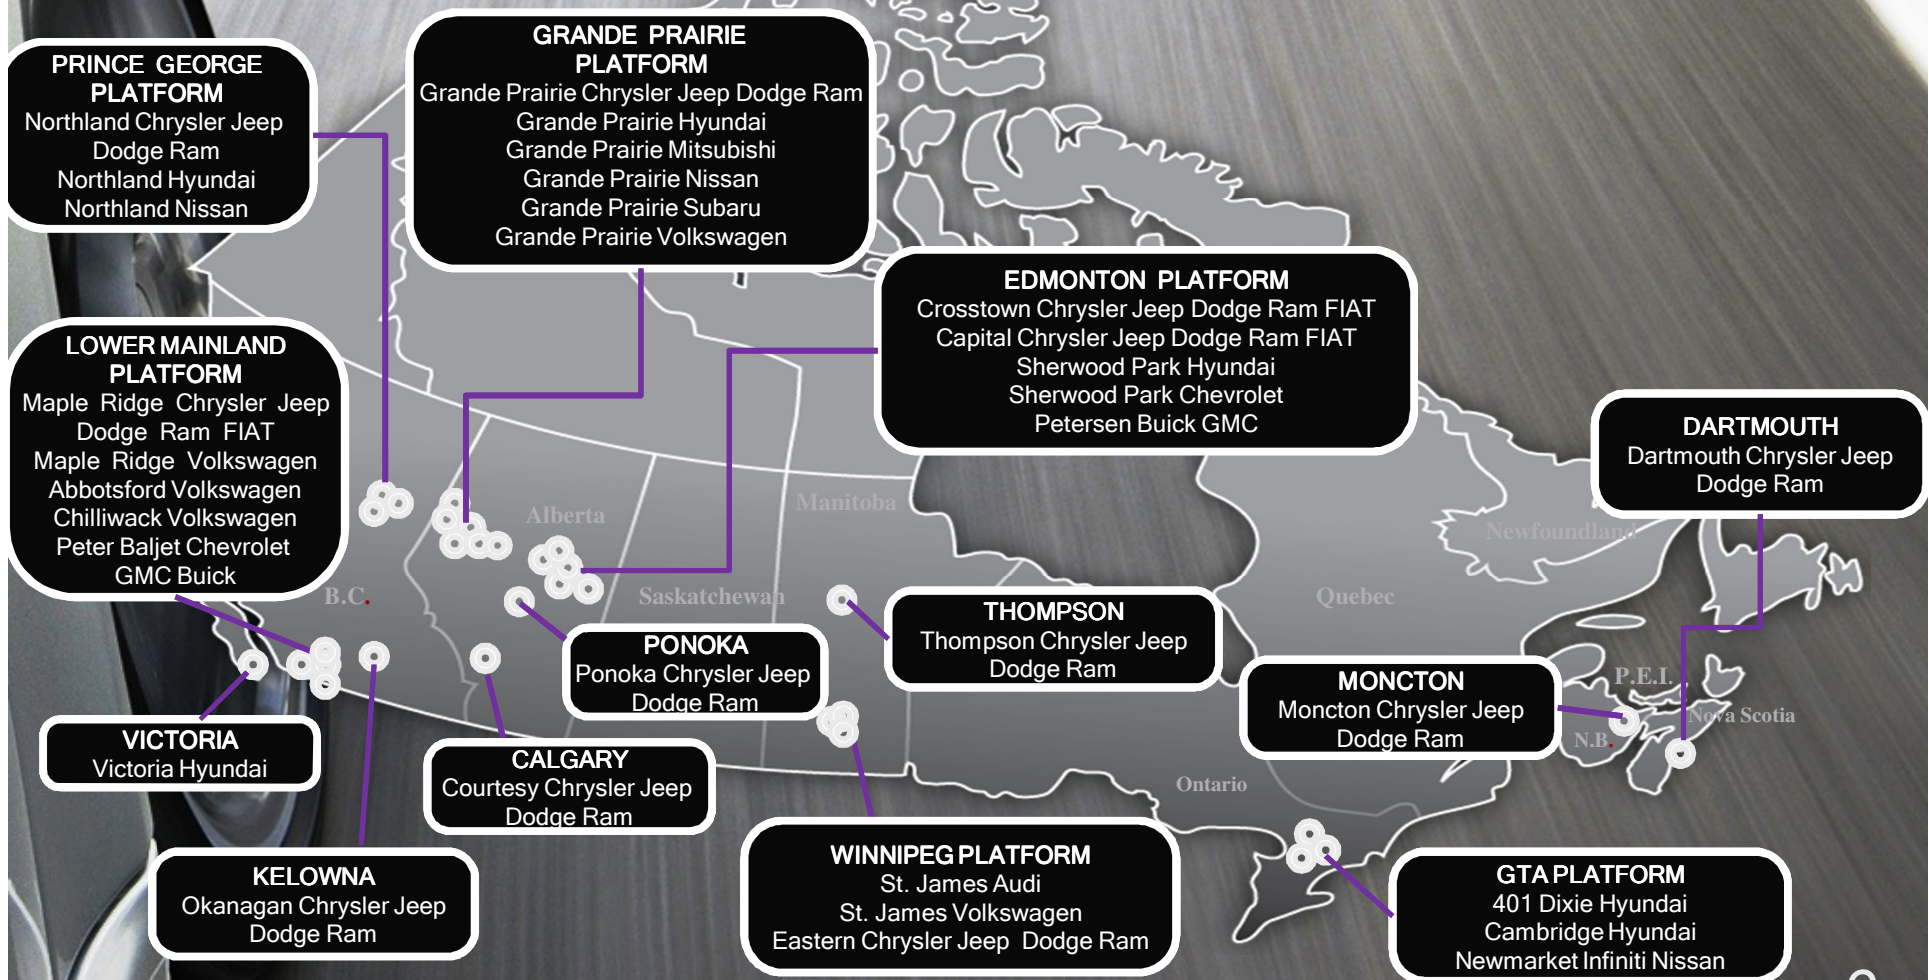 PRINCE GEORGE
PLATFORM
Northland Chrysler Jeep
Dodge Ram
Northland Hyundai
Northland Nissan
GRANDE PRAIRIE
PLATFORM
Grande Prairie Chrysler Jeep Dodge Ram
Grande Prairie Hyundai
Grande Prairie Mitsubishi
Grande Prairie Nissan
Grande Prairie Subaru
Grande Prairie Volkswagen
EDMONTON PLATFORM
Crosstown Chrysler Jeep Dodge Ram FIAT
Capital Chrysler Jeep Dodge Ram FIAT
Sherwood Park Hyundai
Sherwood Park Chevrolet
Petersen Buick GMC
LOWER MAINLAND
PLATFORM
Maple Ridge Chrysler Jeep
Dodge Ram FIAT
Maple Ridge Volkswagen
Abbotsford Volkswagen
Chilliwack Volkswagen
Peter Baljet Chevrolet
GMC Buick
DARTMOUTH
Dartmouth Chrysler Jeep
Dodge Ram
Alberta
Manitoba
Newfoundland
B.C.
Saskatchewan
Quebec
THOMPSON
Thompson Chrysler Jeep
Dodge Ram
PONOKA
Ponoka Chrysler Jeep
Dodge Ram
MONCTON
Moncton Chrysler Jeep
Dodge Ram
P.E.I.
Nova Scotia
N.B.
VICTORIA
Victoria Hyundai
CALGARY
Courtesy Chrysler Jeep
Dodge Ram
Ontario
KELOWNA
Okanagan Chrysler Jeep
Dodge Ram
WINNIPEG PLATFORM
St. James Audi
St. James Volkswagen
Eastern Chrysler Jeep Dodge Ram
GTA PLATFORM
401 Dixie Hyundai
Cambridge Hyundai
Newmarket Infiniti Nissan